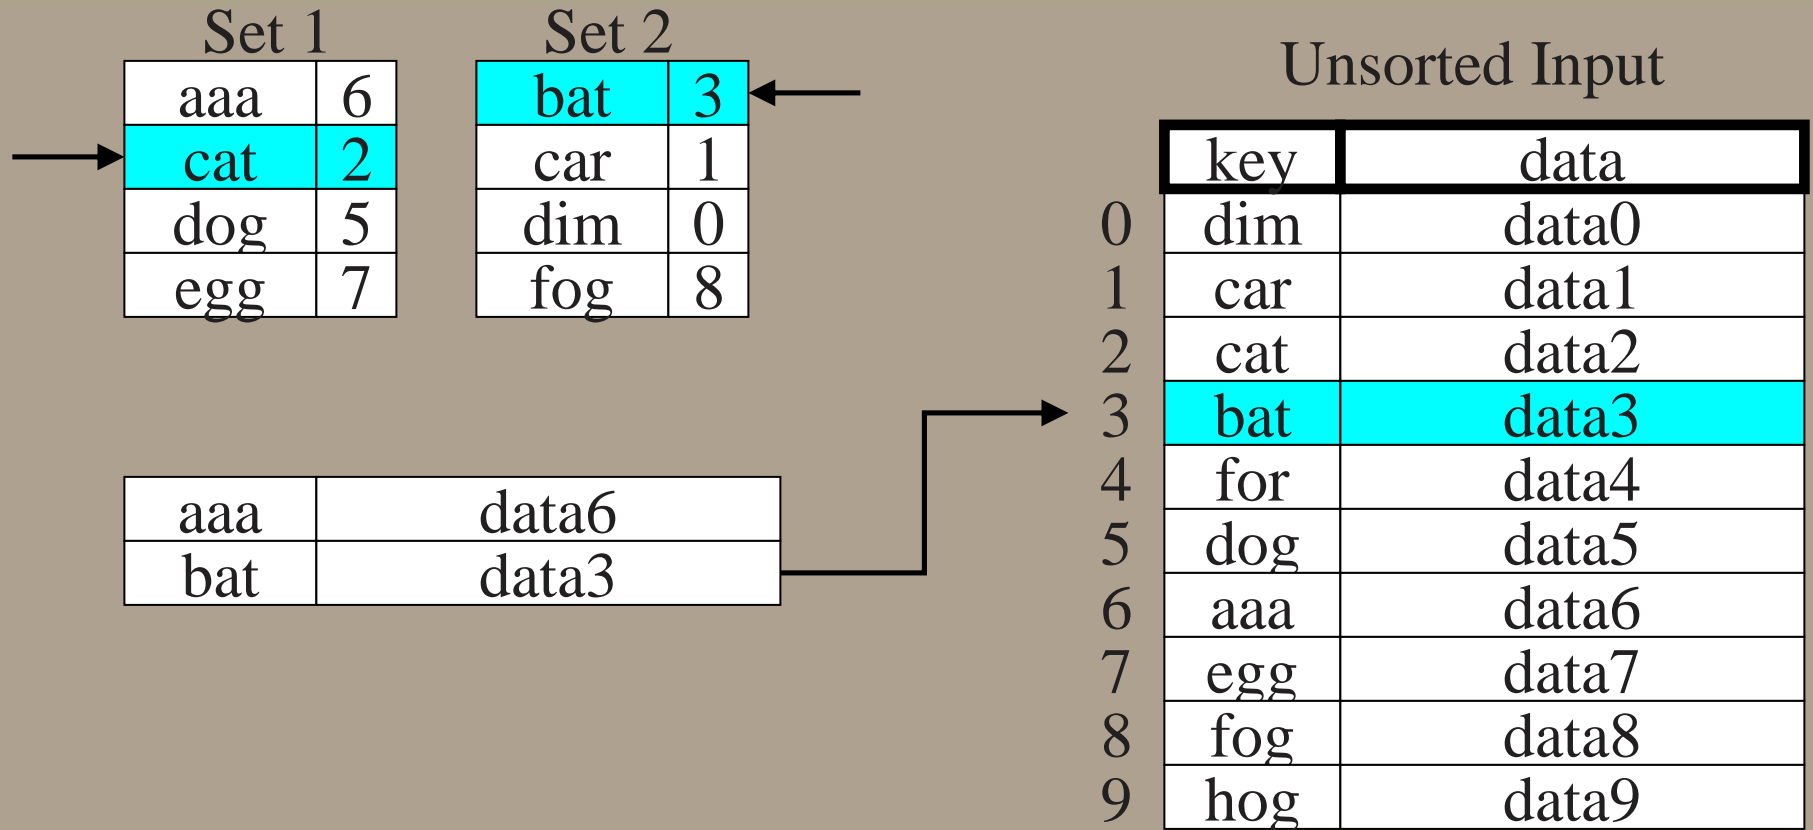 Set 1
aaa 6
cat 2
dog 5
egg 7
Set 2
bat 3
car 1
dim 0
fog 8
aaa data6
bat data3
Unsorted Input
key data
0 dim data0
1 car data1
2 cat data2
3 bat data3
4 for data4
5 dog data5
6 aaa data6
7 egg data7
8 fog data8
9 hog data9